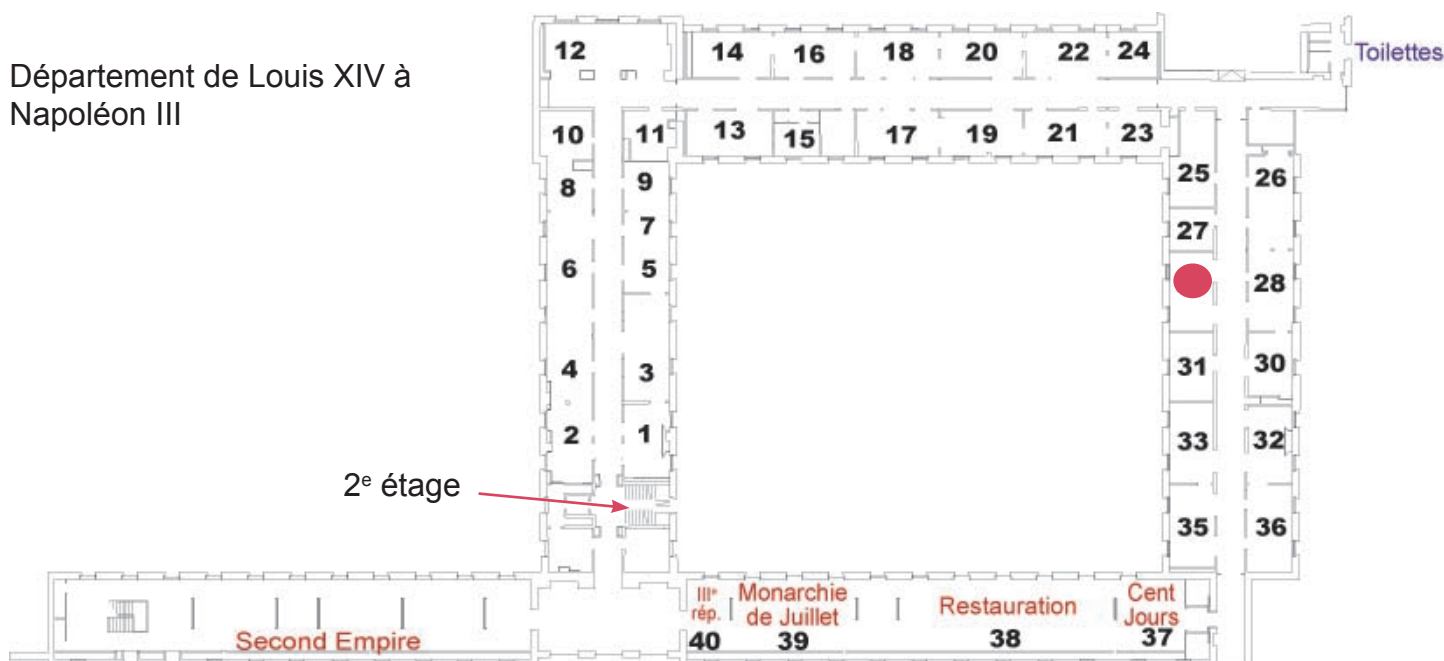 Département de Louis XIV à
Napoléon III
12
14 16 18 20 22 24
Toilettes
10 11 13 15 17 19 21 23
8 9 25 26
7 27
6 5 28
4 3 31 30
2 1 33 32
2e étage
35 36
IIIe
rép.
40
Monarchie
de Juillet
39
Restauration
38
Cent
Jours
37
Second Empire